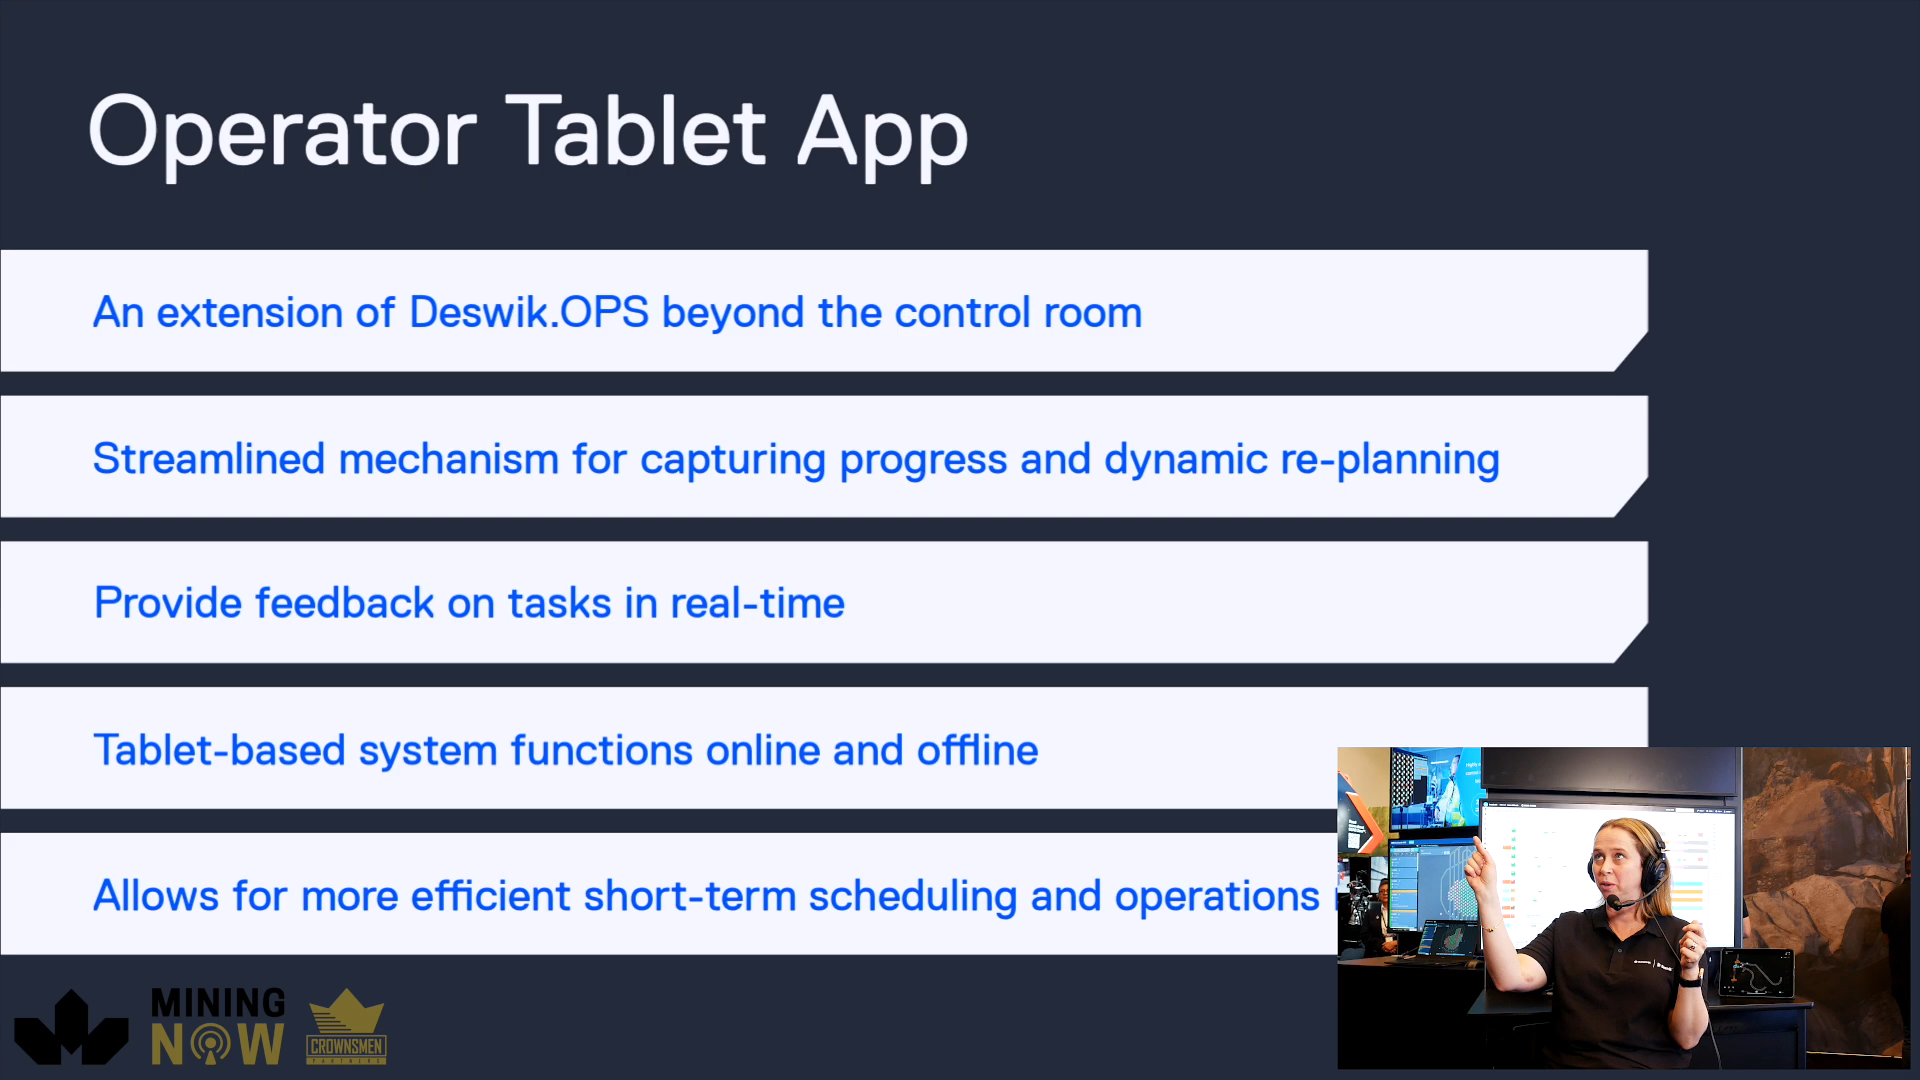 Operator Tablet App
An extension of Deswik.OPS beyond the control room
Streamlined mechanism for capturing progress and dynamic re-planning
Provide feedback on tasks in real-time
Tablet-based system functions online and offline
Allows for more efficient short-term scheduling and operations
MINING
NOW
CROWNSMEN
PARTNERS